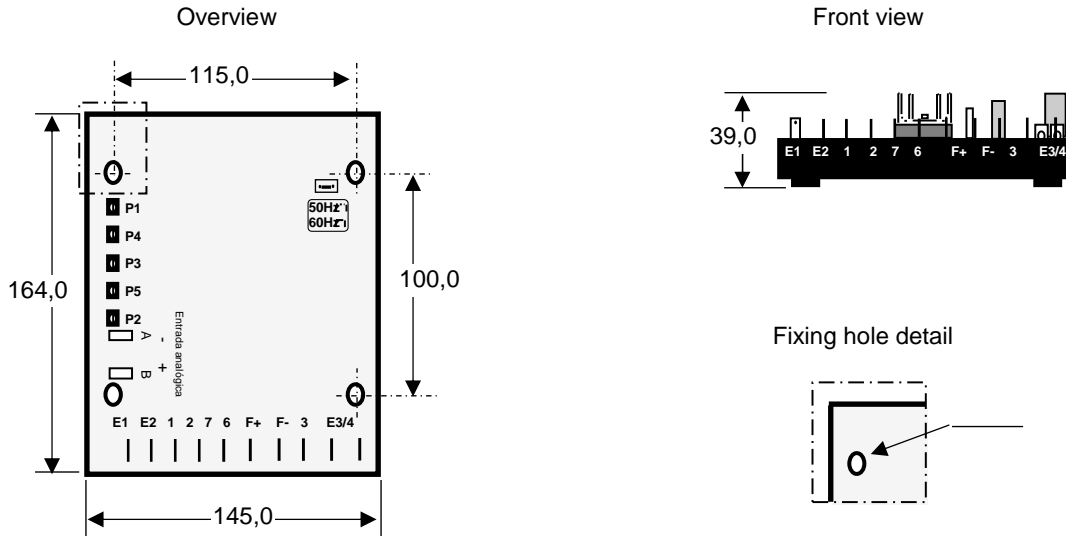 Overview
115,0
164,0
P1
P4
P3
P5
P2
50Hz
60Hz
100,0
A -
B +
Entrada analógica
E1 E2 1 2 7 6 F+ F- 3 E3/4
145,0
Front view
39,0
E1 E2 1 2 7 6 F+ F- 3 E3/4
Fixing hole detail